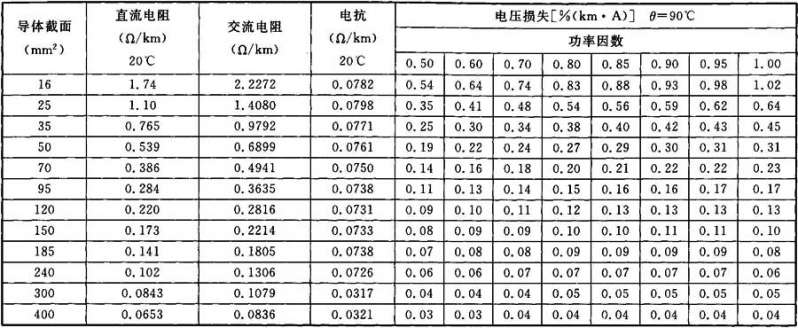 导体截面 (mm²) 直流电阻 (Ω/km) 20℃ 交流电阻 (Ω/km) 电抗 (Ω/km) 20℃ 电压损失[%(km·A)] θ=90℃
功率因数
0.50 0.60 0.70 0.80 0.85 0.90 0.95 1.00
16 1.74 2.2272 0.0782 0.54 0.64 0.74 0.83 0.88 0.93 0.98 1.02
25 1.10 1.4080 0.0798 0.35 0.41 0.48 0.54 0.56 0.59 0.62 0.64
35 0.765 0.9792 0.0771 0.25 0.30 0.34 0.38 0.40 0.42 0.43 0.45
50 0.539 0.6899 0.0761 0.19 0.22 0.24 0.27 0.29 0.30 0.31 0.31
70 0.386 0.4941 0.0750 0.14 0.16 0.18 0.20 0.21 0.22 0.22 0.23
95 0.284 0.3635 0.0738 0.11 0.13 0.14 0.15 0.16 0.16 0.17 0.17
120 0.220 0.2816 0.0731 0.09 0.10 0.11 0.12 0.13 0.13 0.13 0.13
150 0.173 0.2214 0.0733 0.08 0.09 0.09 0.10 0.10 0.11 0.11 0.10
185 0.141 0.1805 0.0738 0.07 0.08 0.08 0.09 0.09 0.09 0.09 0.08
240 0.102 0.1306 0.0726 0.06 0.06 0.07 0.07 0.07 0.07 0.07 0.06
300 0.0843 0.1079 0.0317 0.04 0.04 0.04 0.05 0.05 0.05 0.05 0.05
400 0.0653 0.0836 0.0321 0.03 0.03 0.04 0.04 0.04 0.04 0.04 0.04